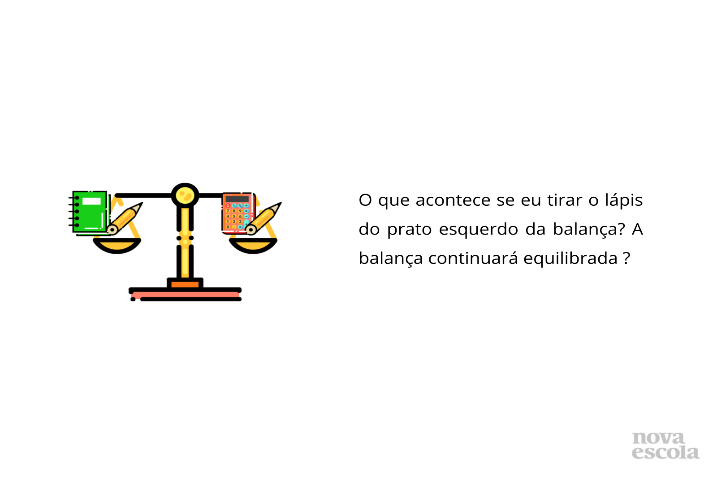 O que acontece se eu tirar o lápis
do prato esquerdo da balança? A
balança continuará equilibrada ?
nova
escola